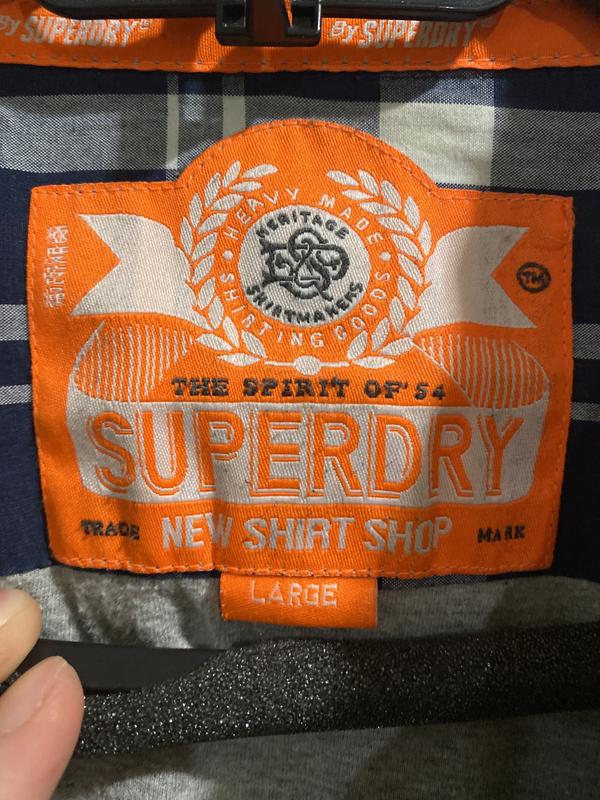 By SUPERDRY
By SUPERDRY
HEAVY MADE
HERITAGE
SHIRTMAKERS
SHIRTING GOODS
TM
THE SPIRIT OF '54
SUPERDRY
TRADE NEW SHIRT SHOP MARK
LARGE